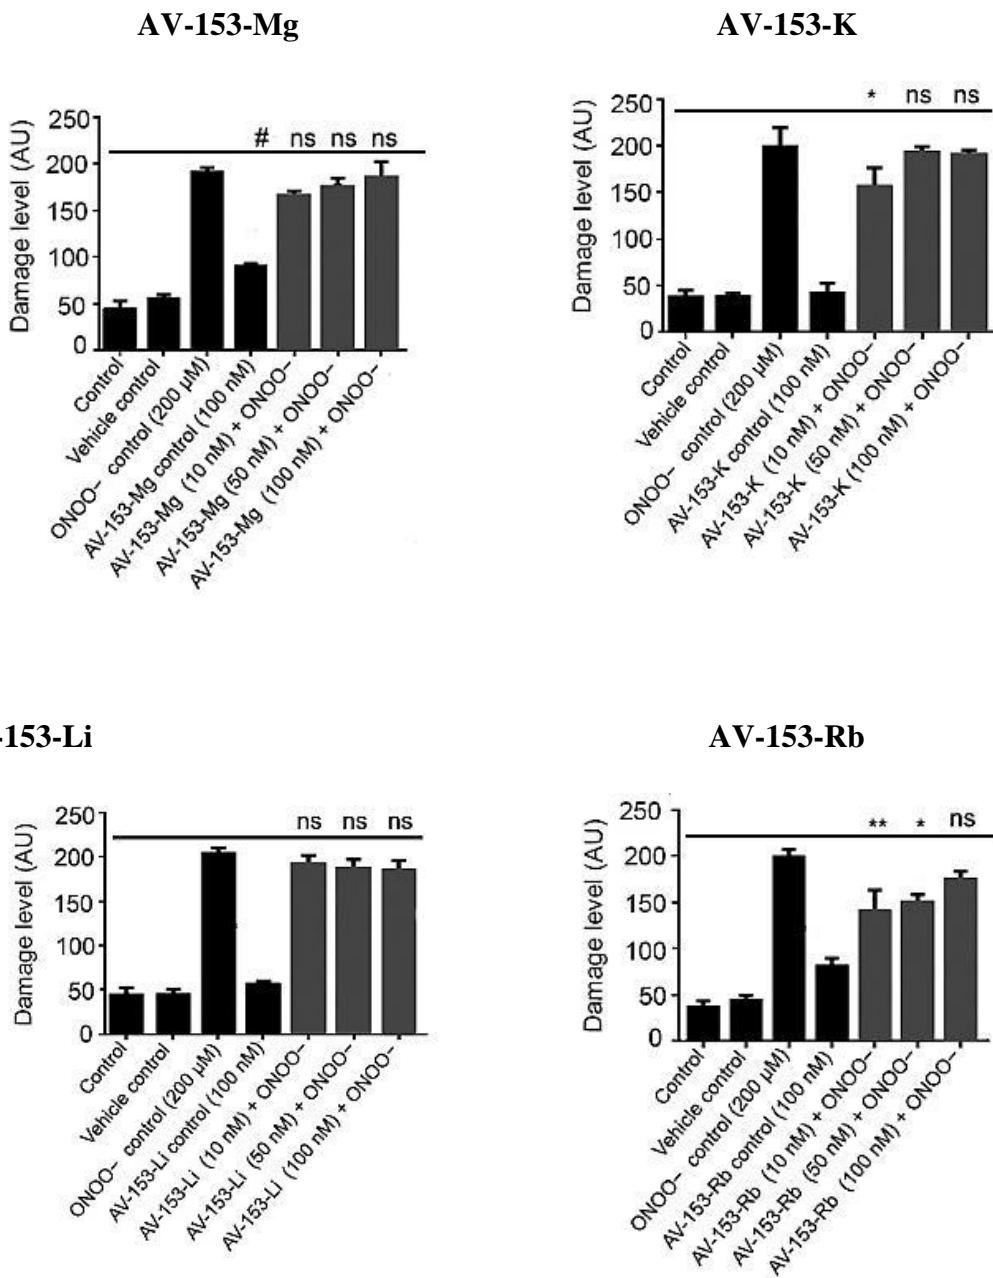 AV-153-Mg
Damage level (AU)
250
200
150
100
50
0
# ns ns ns
Control
Vehicle control
ONOO− control (200 µM)
AV-153-Mg control (100 nM)
AV-153-Mg (10 nM) + ONOO−
AV-153-Mg (50 nM) + ONOO−
AV-153-Mg (100 nM) + ONOO−
AV-153-K
Damage level (AU)
250
200
150
100
50
0
* ns ns
Control
Vehicle control
ONOO− control (200 µM)
AV-153-K control (100 nM)
AV-153-K (10 nM) + ONOO−
AV-153-K (50 nM) + ONOO−
AV-153-K (100 nM) + ONOO−
-153-Li
Damage level (AU)
250
200
150
100
50
0
ns ns ns
Control
Vehicle control
ONOO− control (200 µM)
AV-153-Li control (100 nM)
AV-153-Li (10 nM) + ONOO−
AV-153-Li (50 nM) + ONOO−
AV-153-Li (100 nM) + ONOO−
AV-153-Rb
Damage level (AU)
250
200
150
100
50
0
** * ns
Control
Vehicle control
ONOO− control (200 µM)
AV-153-Rb control (100 nM)
AV-153-Rb (10 nM) + ONOO−
AV-153-Rb (50 nM) + ONOO−
AV-153-Rb (100 nM) + ONOO−